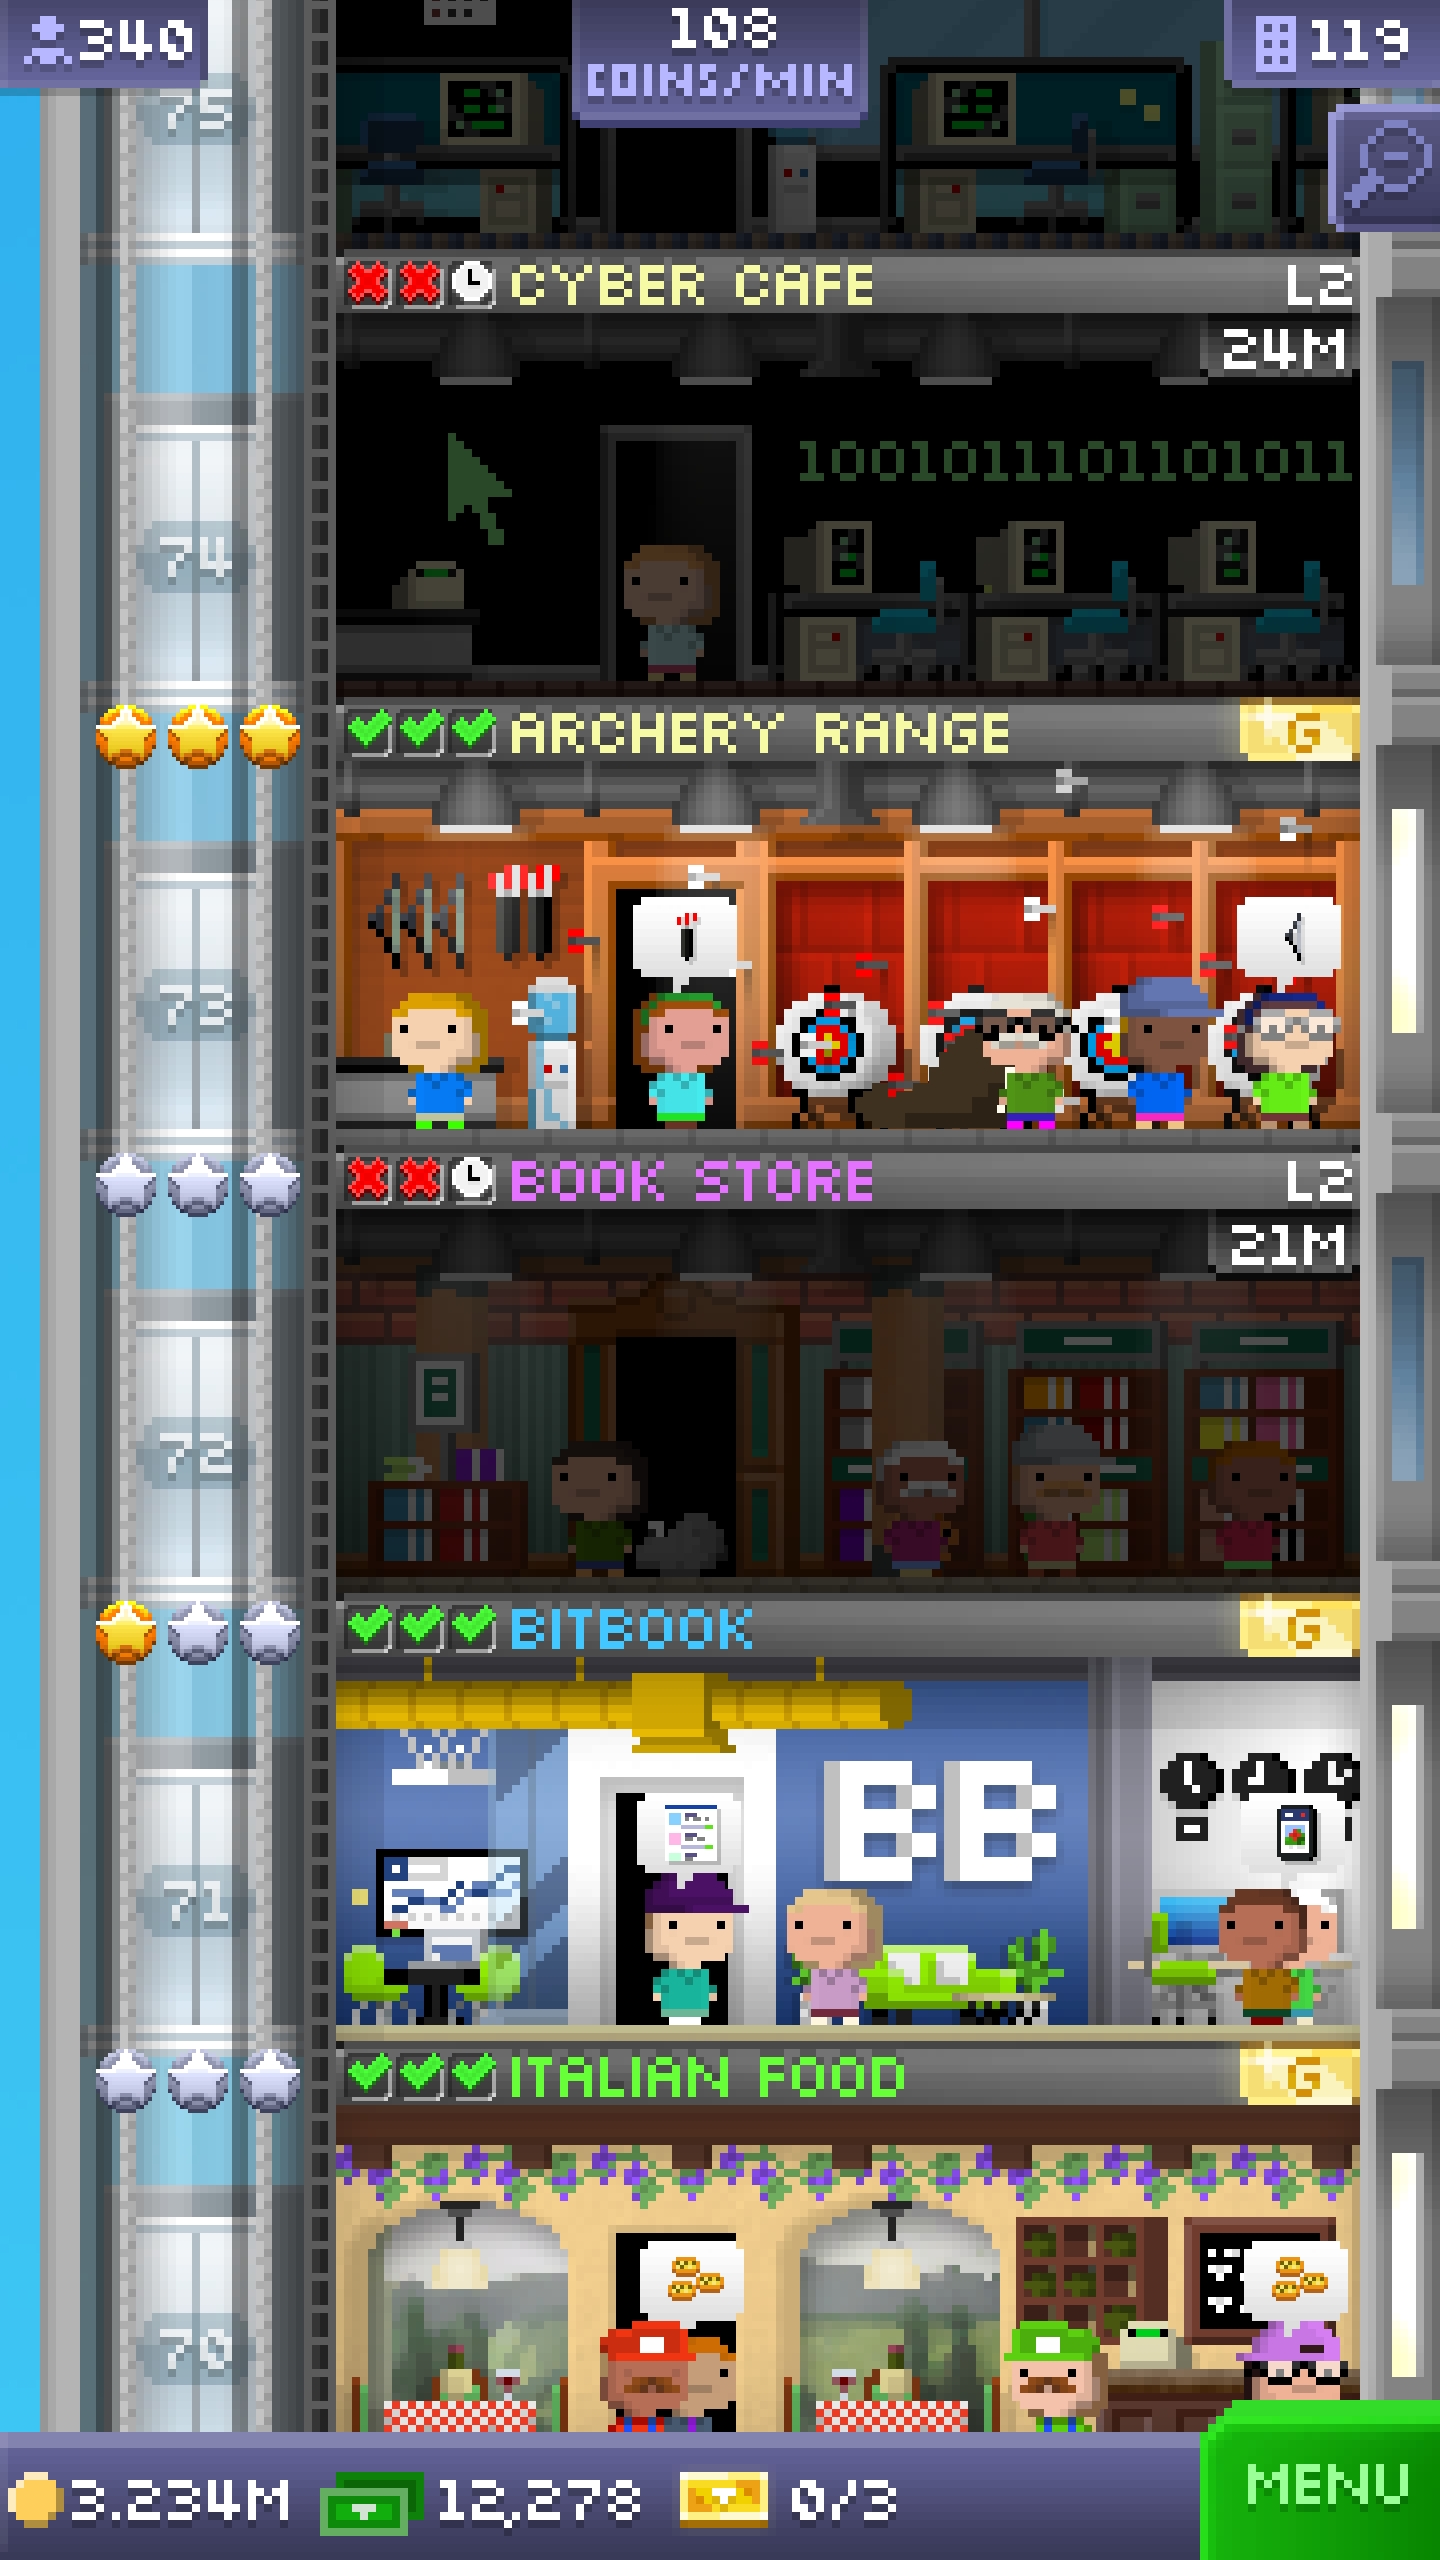 340
108
COINS/MIN
119
75
CYBER CAFE
L2
24M
100101110110101011
74
ARCHERY RANGE
G
73
BOOK STORE
L2
21M
72
BITBOOK
G
BB
71
ITALIAN FOOD
G
70
3.234M
12,278
0/3
MENU